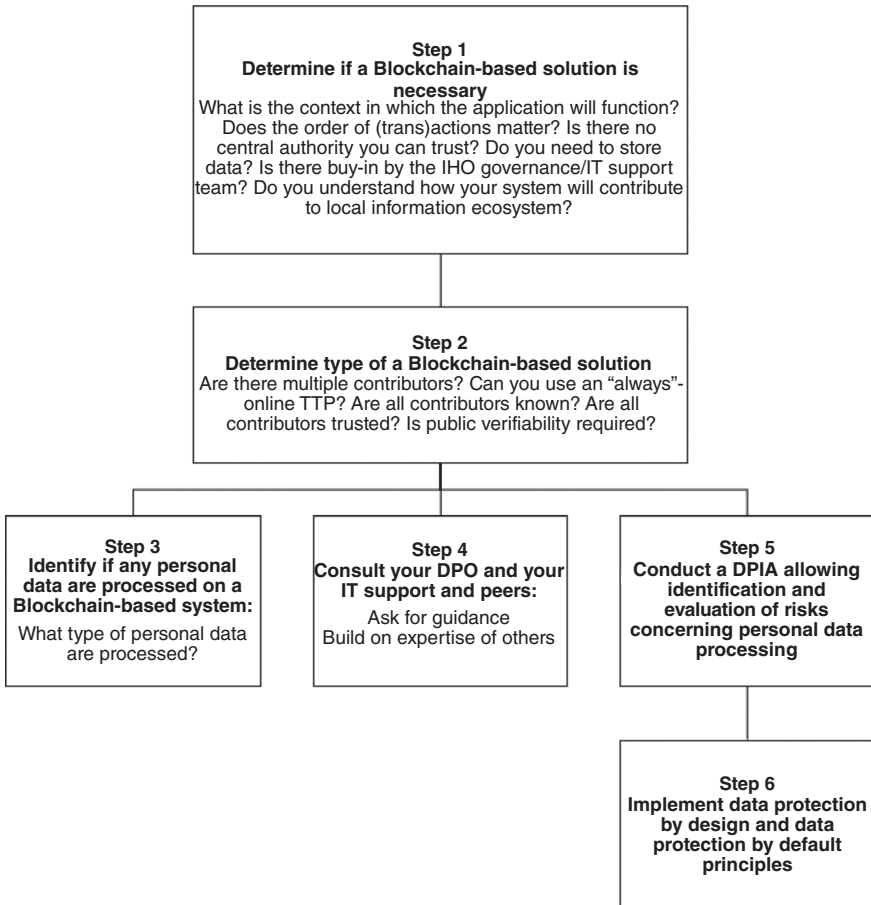 Step 1
Determine if a Blockchain-based solution is
necessary
What is the context in which the application will function?
Does the order of (trans)actions matter? Is there no
central authority you can trust? Do you need to store
data? Is there buy-in by the IHO governance/IT support
team? Do you understand how your system will contribute
to local information ecosystem?
Step 2
Determine type of a Blockchain-based solution
Are there multiple contributors? Can you use an “always”-
online TTP? Are all contributors known? Are all
contributors trusted? Is public verifiability required?
Step 3
Identify if any personal
data are processed on a
Blockchain-based system:
What type of personal data
are processed?
Step 4
Consult your DPO and your
IT support and peers:
Ask for guidance
Build on expertise of others
Step 5
Conduct a DPIA allowing
identification and
evaluation of risks
concerning personal data
processing
Step 6
Implement data protection
by design and data
protection by default
principles